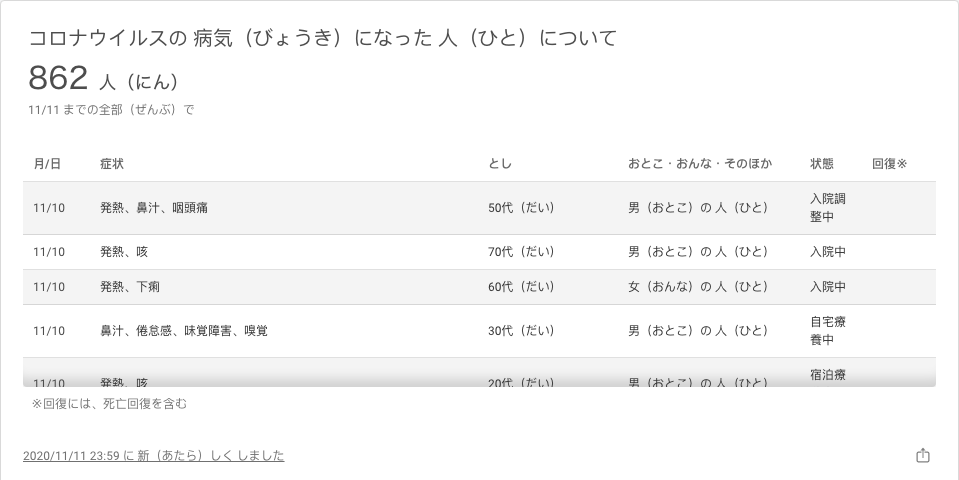 コロナウイルスの 病気（びょうき）になった 人（ひと）について
862 人（にん）
11/11 までの全部（ぜんぶ）で
月/日 症状 とし おとこ・おんな・そのほか 状態 回復※
11/10 発熱、鼻汁、咽頭痛 50代（だい） 男（おとこ）の 人（ひと） 入院調
整中
11/10 発熱、咳 70代（だい） 男（おとこ）の 人（ひと） 入院中
11/10 発熱、下痢 60代（だい） 女（おんな）の 人（ひと） 入院中
11/10 鼻汁、倦怠感、味覚障害、嗅覚 30代（だい） 男（おとこ）の 人（ひと） 自宅療
養中
11/10 発熱、咳 20代（だい） 男（おとこ）の 人（ひと） 宿泊療
※回復には、死亡回復を含む
2020/11/11 23:59 に 新（あたら）しく しました